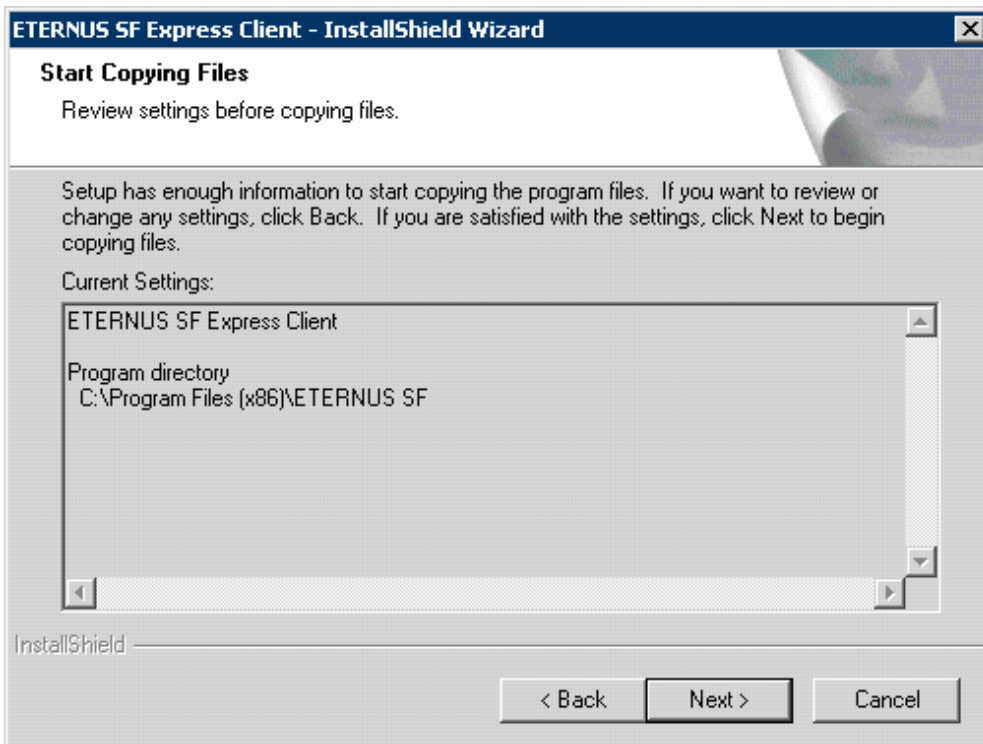 ETERNUS SF Express Client - InstallShield Wizard
Start Copying Files
Review settings before copying files.
Setup has enough information to start copying the program files.  If you want to review or
change any settings, click Back.  If you are satisfied with the settings, click Next to begin
copying files.
Current Settings:
ETERNUS SF Express Client
Program directory
C:\Program Files (x86)\ETERNUS SF
InstallShield
< Back
Next >
Cancel